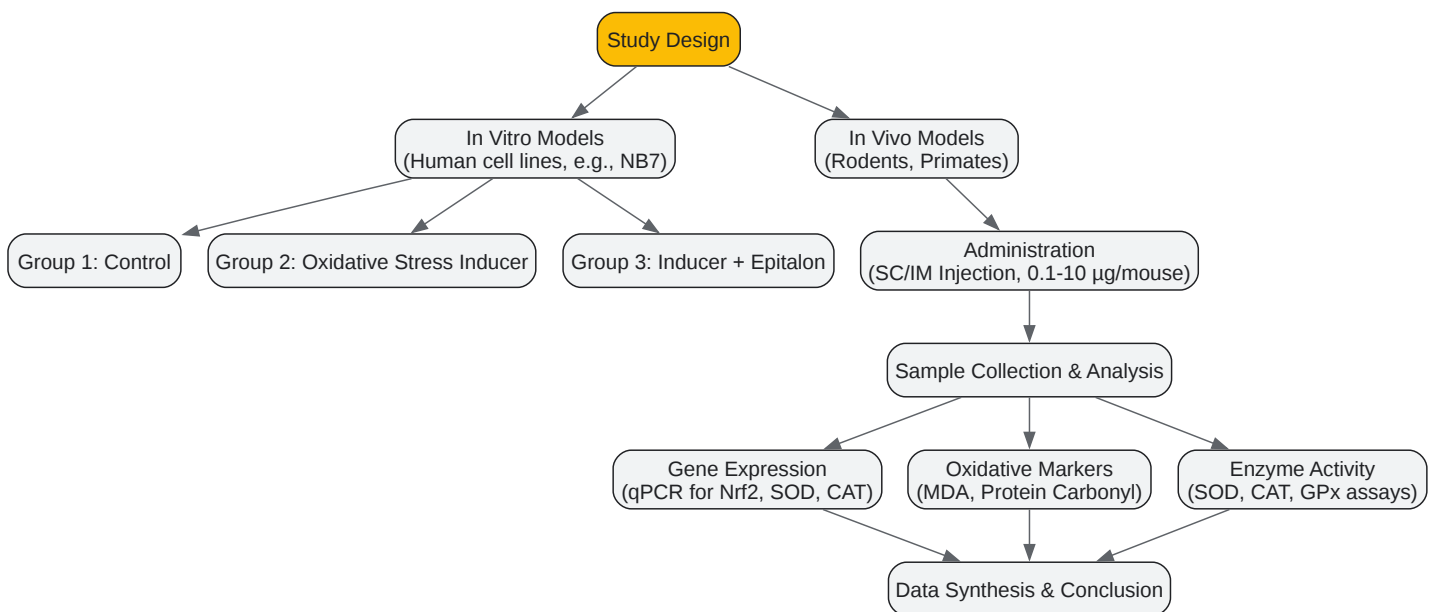 Study Design
In Vitro Models
(Human cell lines, e.g., NB7)
In Vivo Models
(Rodents, Primates)
Group 1: Control
Group 2: Oxidative Stress Inducer
Group 3: Inducer + Epitalon
Administration
(SC/IM Injection, 0.1-10 µg/mouse)
Sample Collection & Analysis
Gene Expression
(qPCR for Nrf2, SOD, CAT)
Oxidative Markers
(MDA, Protein Carbonyl)
Enzyme Activity
(SOD, CAT, GPx assays)
Data Synthesis & Conclusion